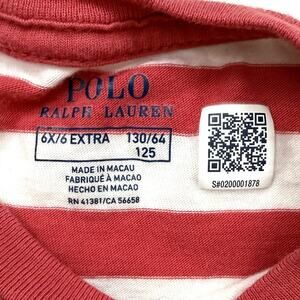 POLO
RALPH LAUREN
6X/6 EXTRA 130/64
125
MADE IN MACAU
FABRIQUÉ À MACAO
HECHO EN MACAO
RN 41381/CA 56658
S#0200001878